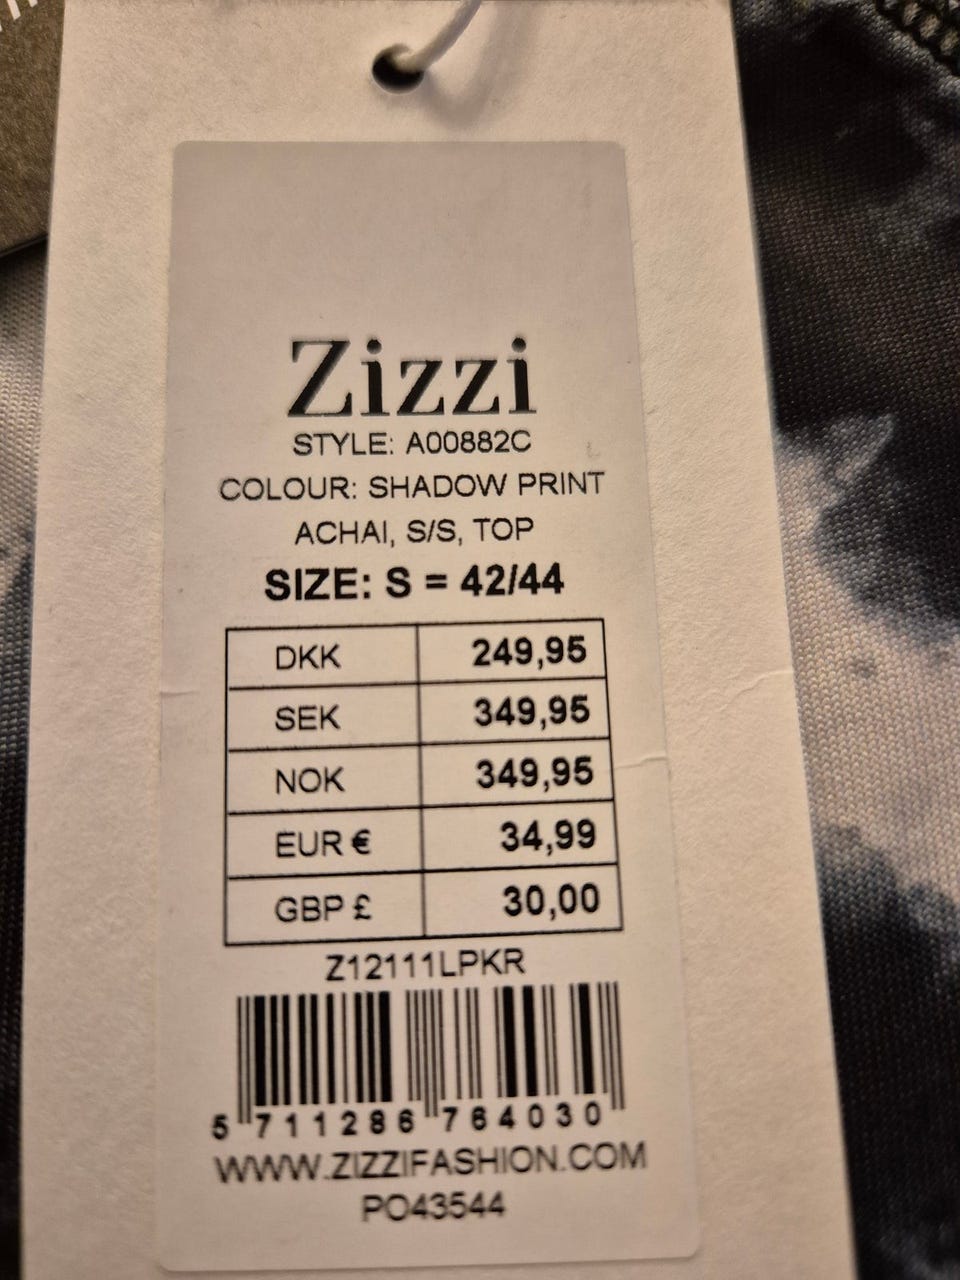 Zizzi
STYLE: A00882C
COLOUR: SHADOW PRINT
ACHAI, S/S, TOP
SIZE: S = 42/44
DKK 249,95
SEK 349,95
NOK 349,95
EUR € 34,99
GBP £ 30,00
Z12111LPKR
5 711286 764030
WWW.ZIZZIFASHION.COM
PO43544